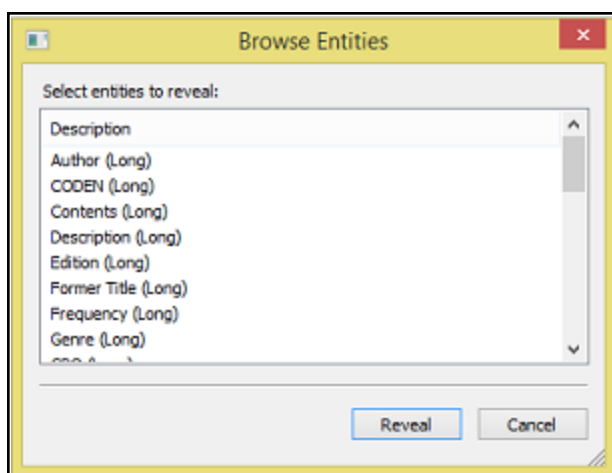 Browse Entities
Select entities to reveal:
Description
Author (Long)
CODEN (Long)
Contents (Long)
Description (Long)
Edition (Long)
Former Title (Long)
Frequency (Long)
Genre (Long)
Reveal Cancel